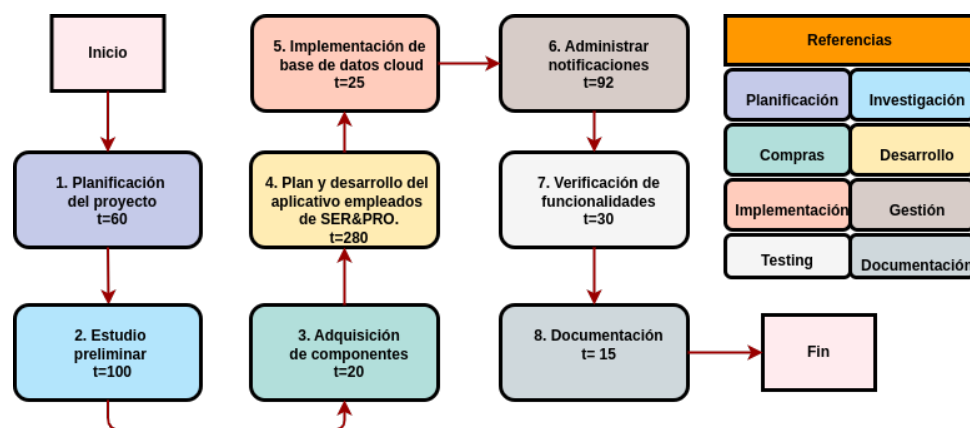 Inicio
1. Planificación
del proyecto
t=60
2. Estudio
preliminar
t=100
3. Adquisición
de componentes
t=20
4. Plan y desarrollo del
aplicativo empleados
de SER&PRO.
t=280
5. Implementación de
base de datos cloud
t=25
6. Administrar
notificaciones
t=92
7. Verificación de
funcionalidades
t=30
8. Documentación
t= 15
Fin
Referencias
Planificación
Investigación
Compras
Desarrollo
Implementación
Gestión
Testing
Documentación